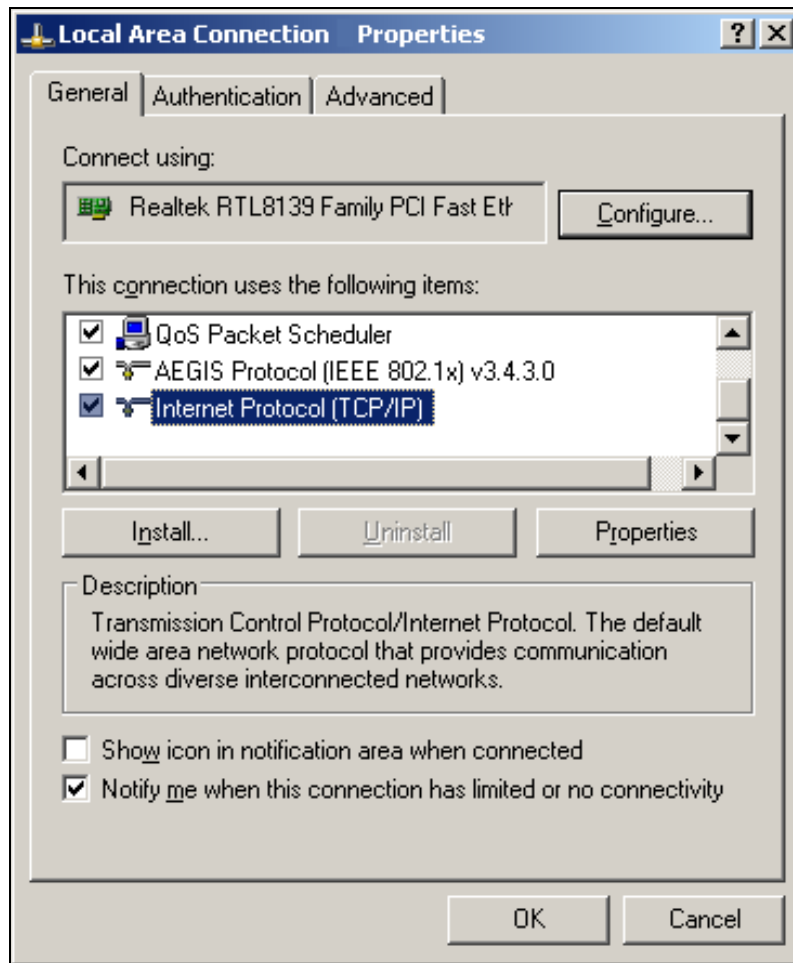 Local Area Connection Properties
General Authentication Advanced
Connect using:
Realtek RTL8139 Family PCI Fast Eth
Configure...
This connection uses the following items:
QoS Packet Scheduler
AEGIS Protocol (IEEE 802.1x) v3.4.3.0
Internet Protocol (TCP/IP)
Install... Uninstall Properties
Description
Transmission Control Protocol/Internet Protocol. The default
wide area network protocol that provides communication
across diverse interconnected networks.
Show icon in notification area when connected
Notify me when this connection has limited or no connectivity
OK Cancel